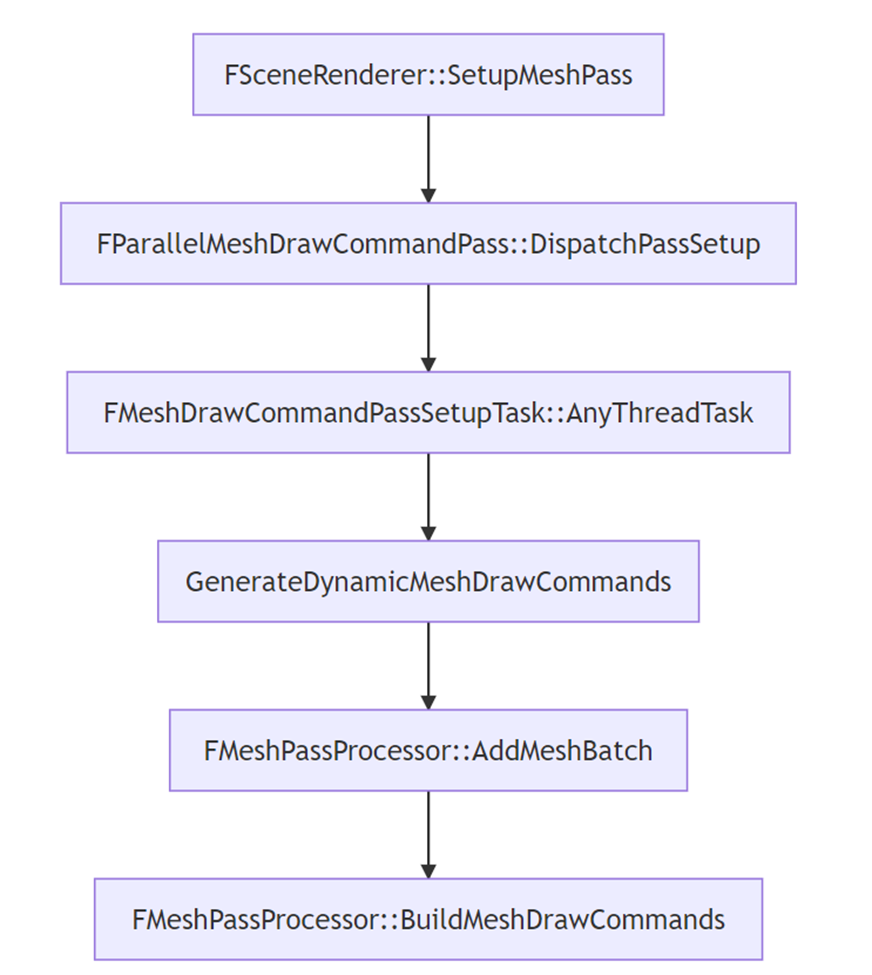 FSceneRenderer::SetupMeshPass
FParallelMeshDrawCommandPass::DispatchPassSetup
FMeshDrawCommandPassSetupTask::AnyThreadTask
GenerateDynamicMeshDrawCommands
FMeshPassProcessor::AddMeshBatch
FMeshPassProcessor::BuildMeshDrawCommands